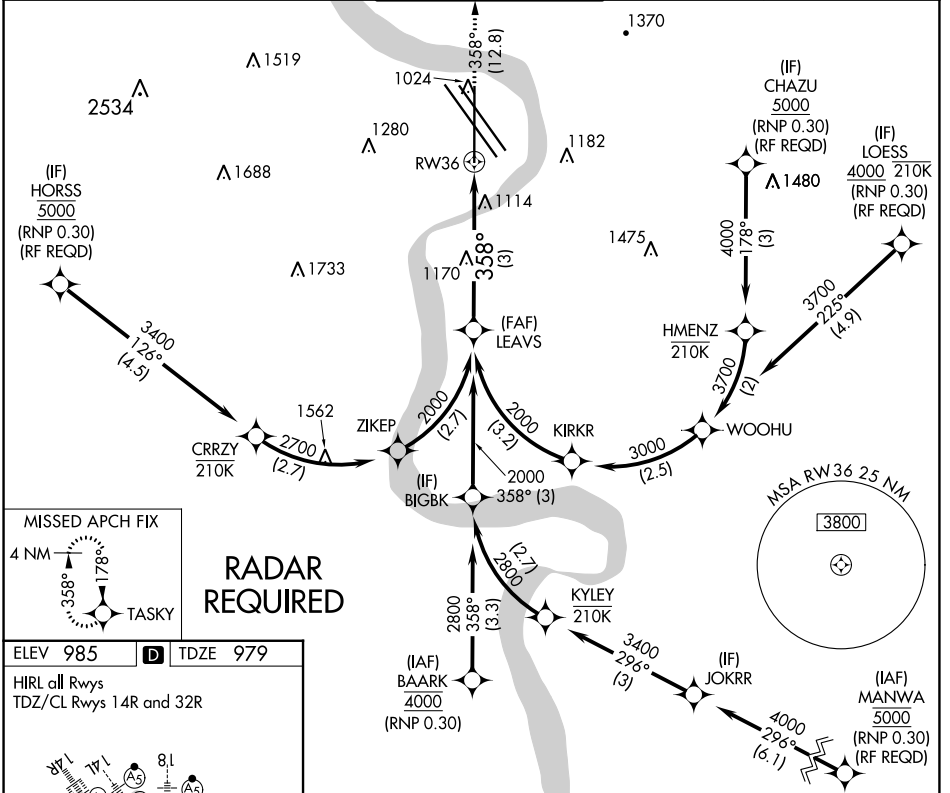 1370
1519
358°
(12.8)
1024
2534
(IF)
CHAZU
5000
(RNP 0.30)
(RF REQD)
1280
1182
(IF)
LOESS
4000 210K
(RNP 0.30)
(RF REQD)
RW36
1688
1480
(IF)
HORSS
5000
(RNP 0.30)
(RF REQD)
1114
4000
178°
(3)
358°
(3)
1475
1733
1170
3700
225°
(4.9)
3400
126°
(4.5)
(FAF)
LEAVS
HMENZ
210K
3700
(2)
1562
ZIKEP
2000
(2.7)
2000
(3.2)
KIRKR
WOOHU
CRRZY
210K
2700
(2.7)
3000
(2.5)
2000
358° (3)
(IF)
BIGBK
MSA RW 36 25 NM
3800
MISSED APCH FIX
4 NM
358°
178°
TASKY
RADAR
REQUIRED
(2.7)
2800
KYLEY
210K
2800
358°
(3.3)
3400
296°
(3)
(IF)
JOKRR
(IAF)
BAARK
4000
(RNP 0.30)
4000
296°
(6.1)
(IAF)
MANWA
5000
(RNP 0.30)
(RF REQD)
ELEV 985 D TDZE 979
HIRL all Rwys
TDZ/CL Rwys 14R and 32R
14R
14L
18
A5
A5